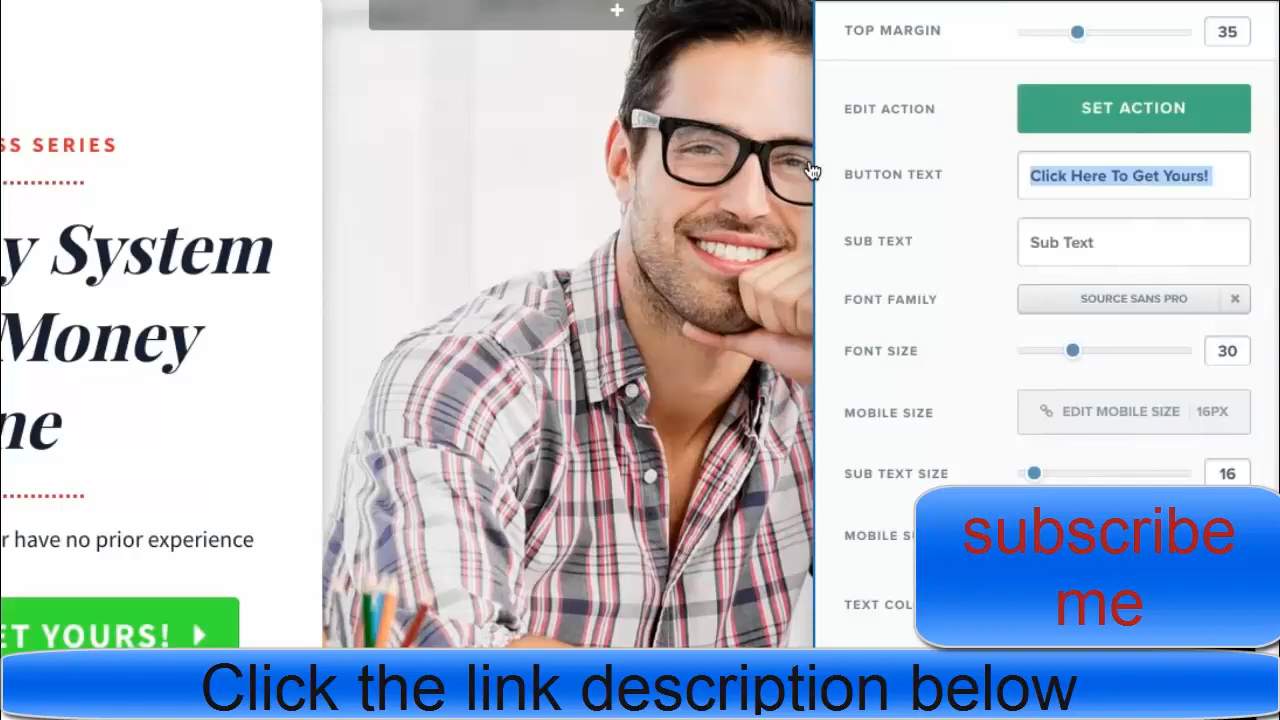 +
SS SERIES
y System
Money
ne
r have no prior experience
ET YOURS!
TOP MARGIN 35
EDIT ACTION SET ACTION
BUTTON TEXT Click Here To Get Yours!
SUB TEXT Sub Text
FONT FAMILY SOURCE SANS PRO ×
FONT SIZE 30
MOBILE SIZE EDIT MOBILE SIZE 16PX
SUB TEXT SIZE 16
MOBILE SU
TEXT COL
subscribe
me
Click the link description below